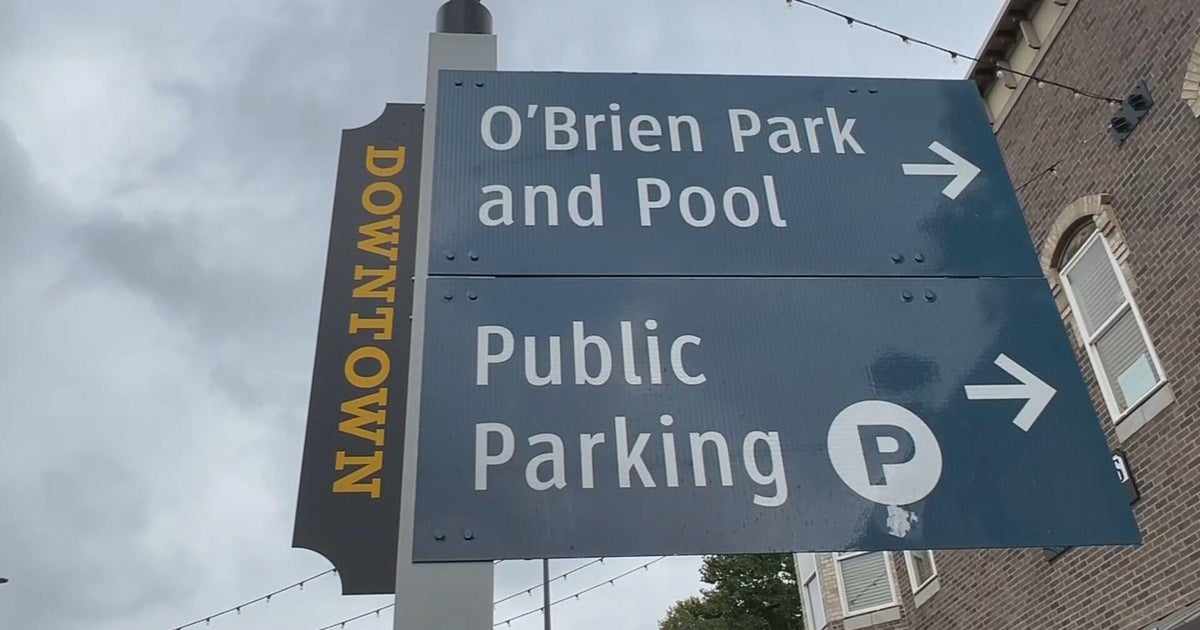 DOWNTOWN
O'Brien Park
and Pool
Public
Parking
P